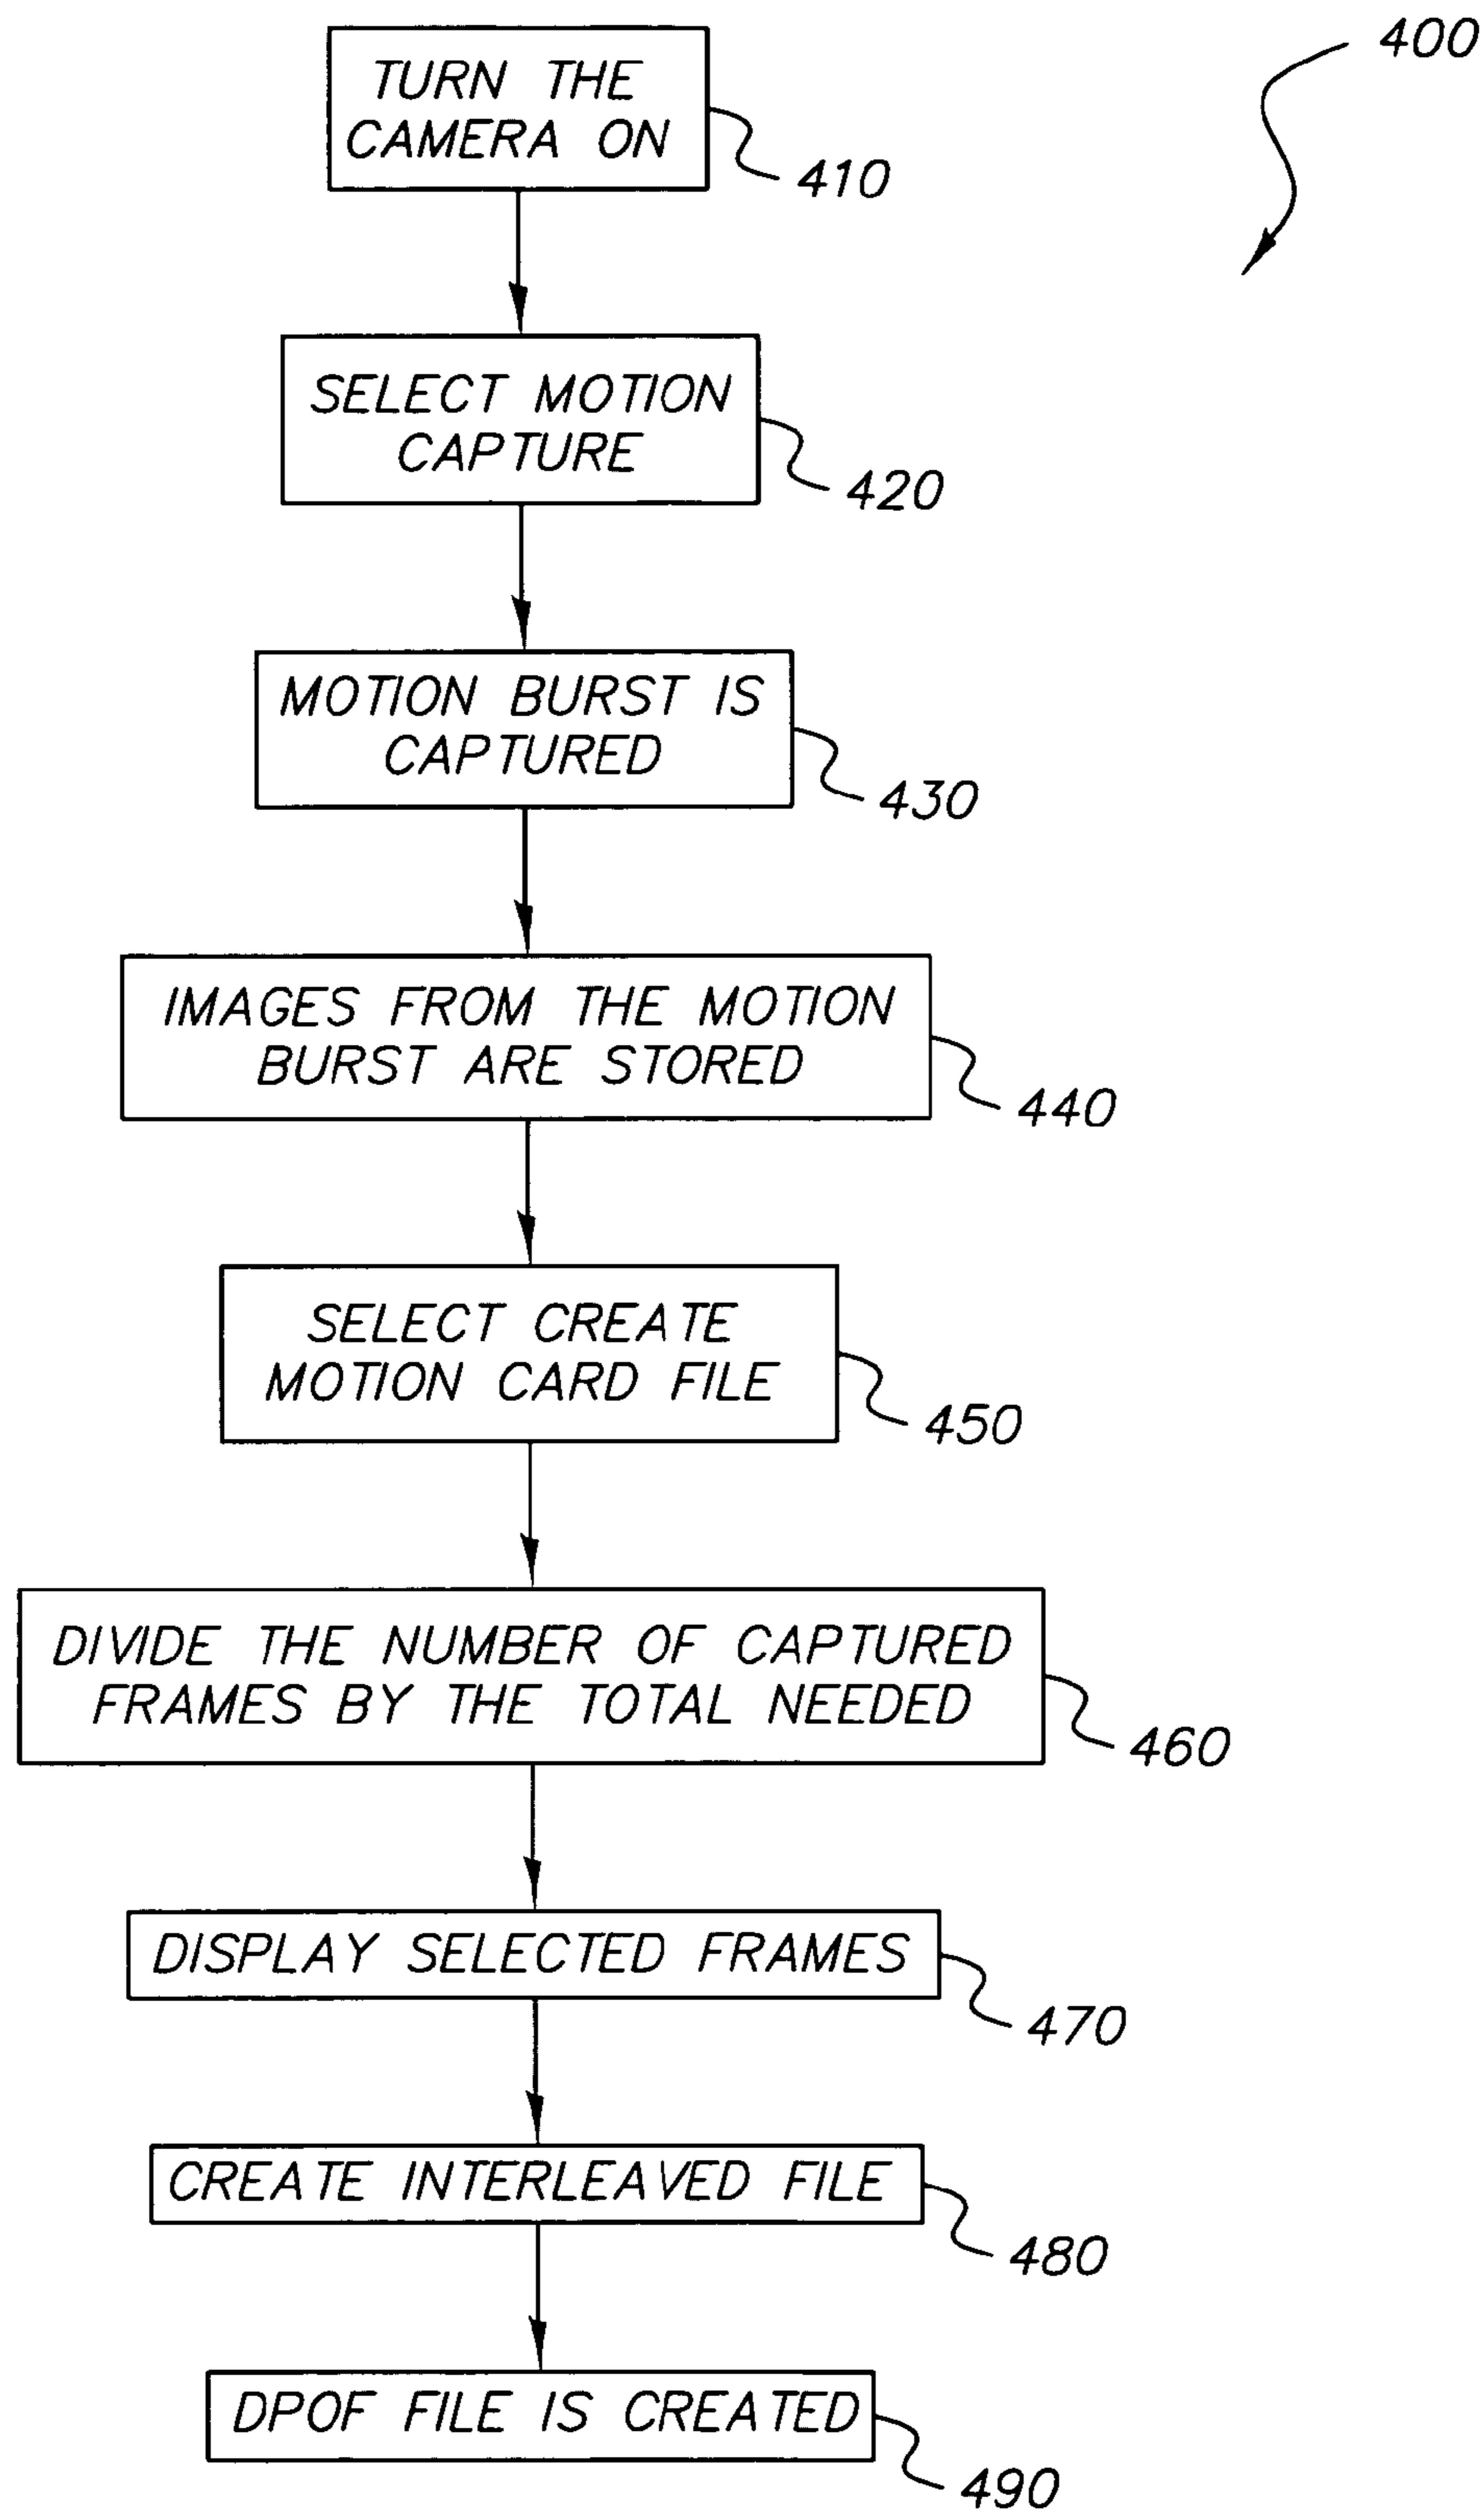 400
TURN THE
CAMERA ON
410
SELECT MOTION
CAPTURE
420
MOTION BURST IS
CAPTURED
430
IMAGES FROM THE MOTION
BURST ARE STORED
440
SELECT CREATE
MOTION CARD FILE
450
DIVIDE THE NUMBER OF CAPTURED
FRAMES BY THE TOTAL NEEDED
460
DISPLAY SELECTED FRAMES
470
CREATE INTERLEAVED FILE
480
DPOF FILE IS CREATED
490